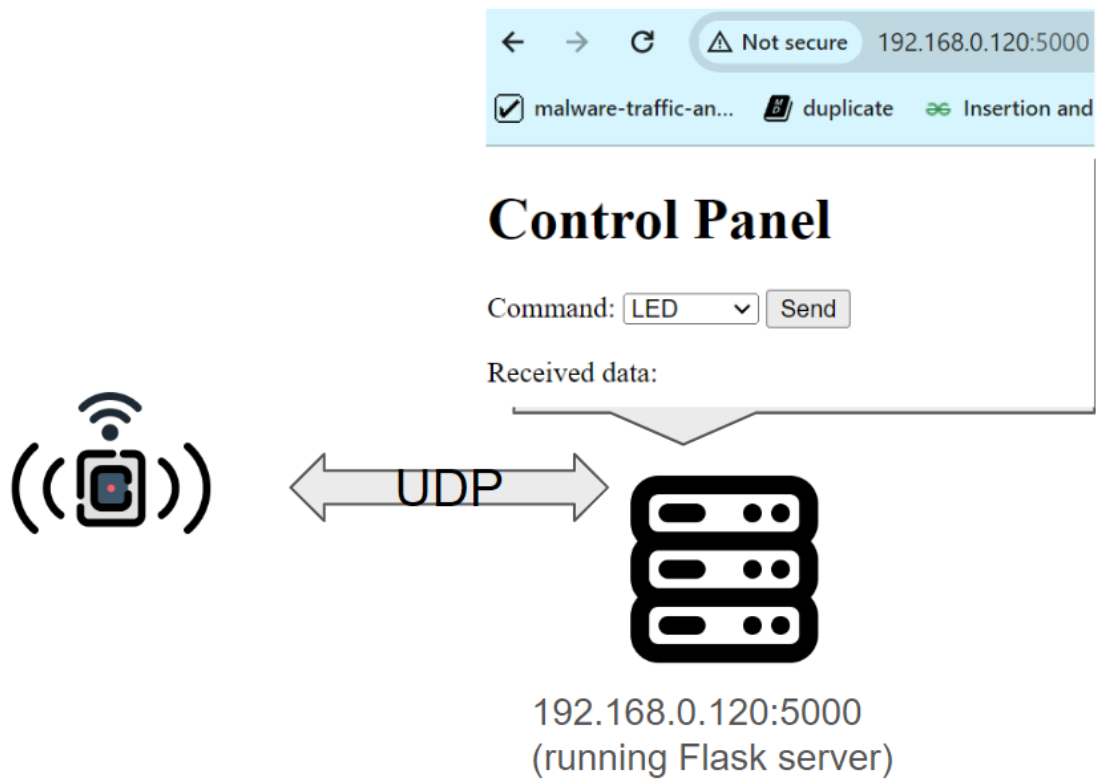 Not secure 192.168.0.120:5000
malware-traffic-an... duplicate Insertion and
Control Panel
Command: LED Send
Received data:
UDP
192.168.0.120:5000
(running Flask server)